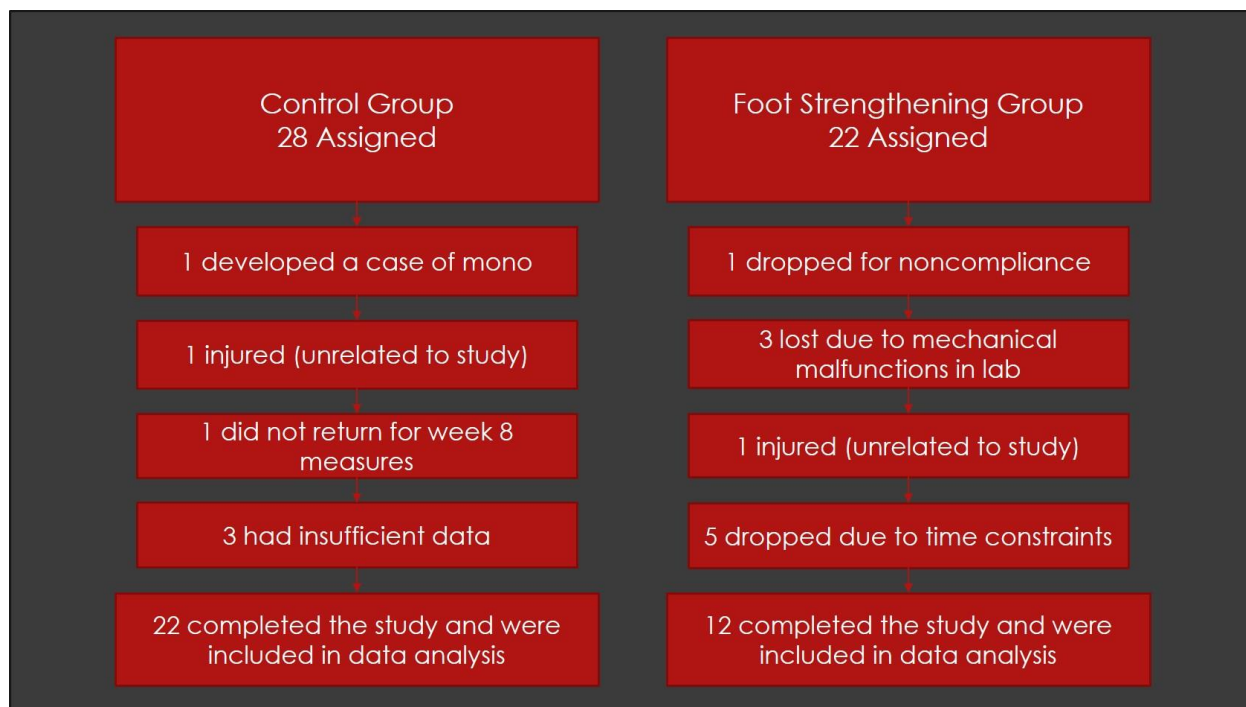 Control Group
28 Assigned
1 developed a case of mono
1 injured (unrelated to study)
1 did not return for week 8
measures
3 had insufficient data
22 completed the study and were
included in data analysis
Foot Strengthening Group
22 Assigned
1 dropped for noncompliance
3 lost due to mechanical
malfunctions in lab
1 injured (unrelated to study)
5 dropped due to time constraints
12 completed the study and were
included in data analysis